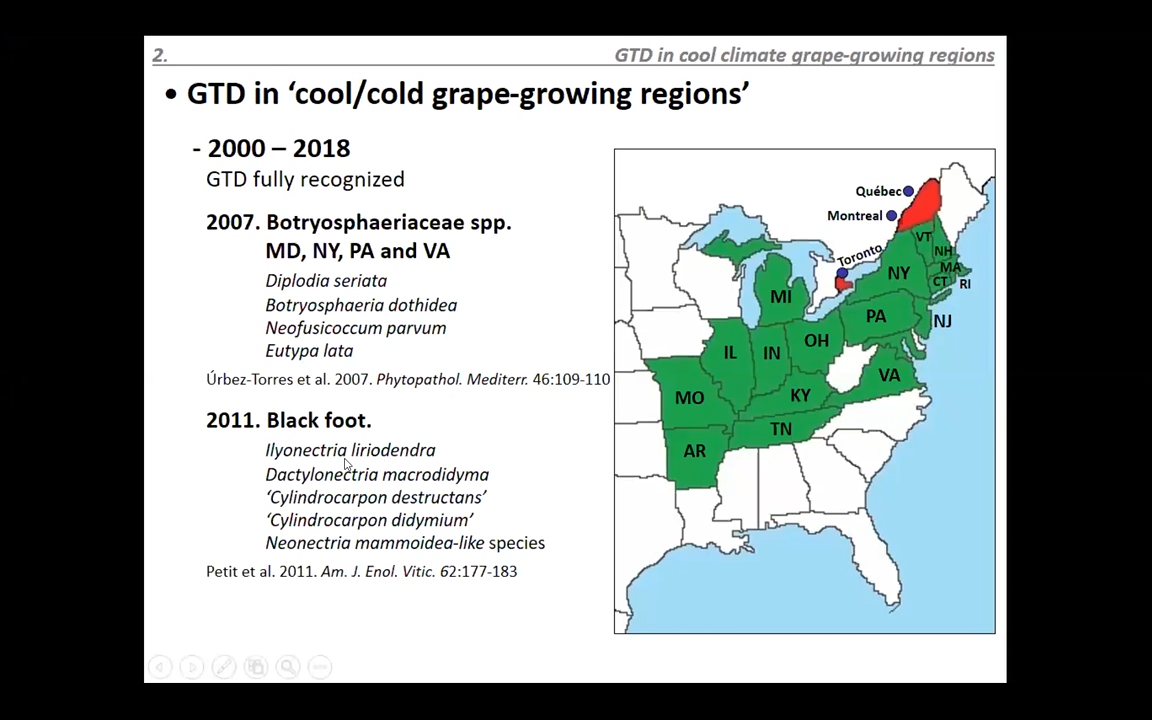 2.
GTD in cool climate grape-growing regions
• GTD in ‘cool/cold grape-growing regions’
- 2000 – 2018
GTD fully recognized
2007. Botryosphaeriaceae spp.
MD, NY, PA and VA
Diplodia seriata
Botryosphaeria dothidea
Neofusicoccum parvum
Eutypa lata
Úrbez-Torres et al. 2007. Phytopathol. Mediterr. 46:109-110
2011. Black foot.
Ilyonectria liriodendra
Dactylonectria macrodidyma
‘Cylindrocarpon destructans’
‘Cylindrocarpon didymium’
Neonectria mammoidea-like species
Petit et al. 2011. Am. J. Enol. Vitic. 62:177-183
Québec
Montreal
Toronto
VT
NH
NY
MA
CT
RI
MI
PA
NJ
OH
IL
IN
VA
MO
KY
TN
AR